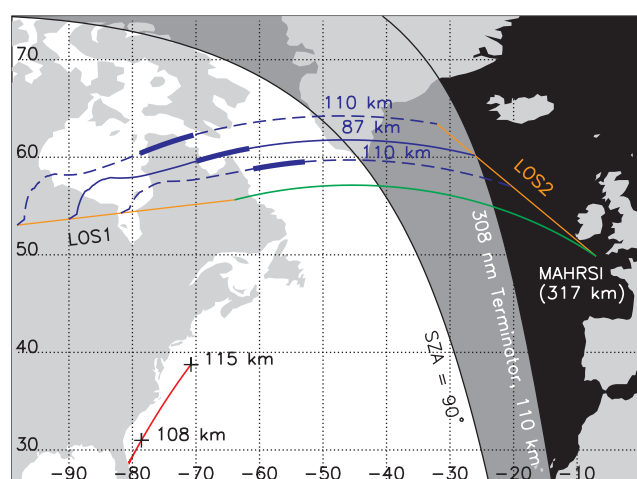 70
110 km
87 km
60
110 km
LOS2
LOS1
50
MAHRSI
(317 km)
308 nm Terminator, 110 km
SZA = 90°
40
115 km
108 km
30
-90 -80 -70 -60 -50 -40 -30 -20 -10